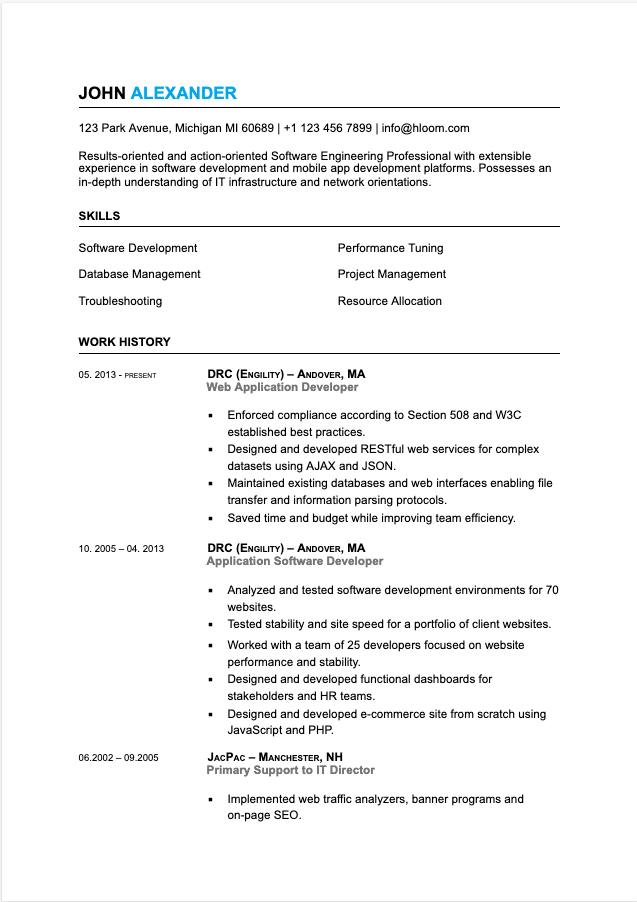 JOHN ALEXANDER
123 Park Avenue, Michigan MI 60689 | +1 123 456 7899 | info@hloom.com
Results-oriented and action-oriented Software Engineering Professional with extensible
experience in software development and mobile app development platforms. Possesses an
in-depth understanding of IT infrastructure and network orientations.
SKILLS
Software Development
Performance Tuning
Database Management
Project Management
Troubleshooting
Resource Allocation
WORK HISTORY
05. 2013 - PRESENT
DRC (Engility) – Andover, MA
Web Application Developer
▪ Enforced compliance according to Section 508 and W3C
established best practices.
▪ Designed and developed RESTful web services for complex
datasets using AJAX and JSON.
▪ Maintained existing databases and web interfaces enabling file
transfer and information parsing protocols.
▪ Saved time and budget while improving team efficiency.
10. 2005 – 04. 2013
DRC (Engility) – Andover, MA
Application Software Developer
▪ Analyzed and tested software development environments for 70
websites.
▪ Tested stability and site speed for a portfolio of client websites.
▪ Worked with a team of 25 developers focused on website
performance and stability.
▪ Designed and developed functional dashboards for
stakeholders and HR teams.
▪ Designed and developed e-commerce site from scratch using
JavaScript and PHP.
06.2002 – 09.2005
JacPac – Manchester, NH
Primary Support to IT Director
▪ Implemented web traffic analyzers, banner programs and
on-page SEO.